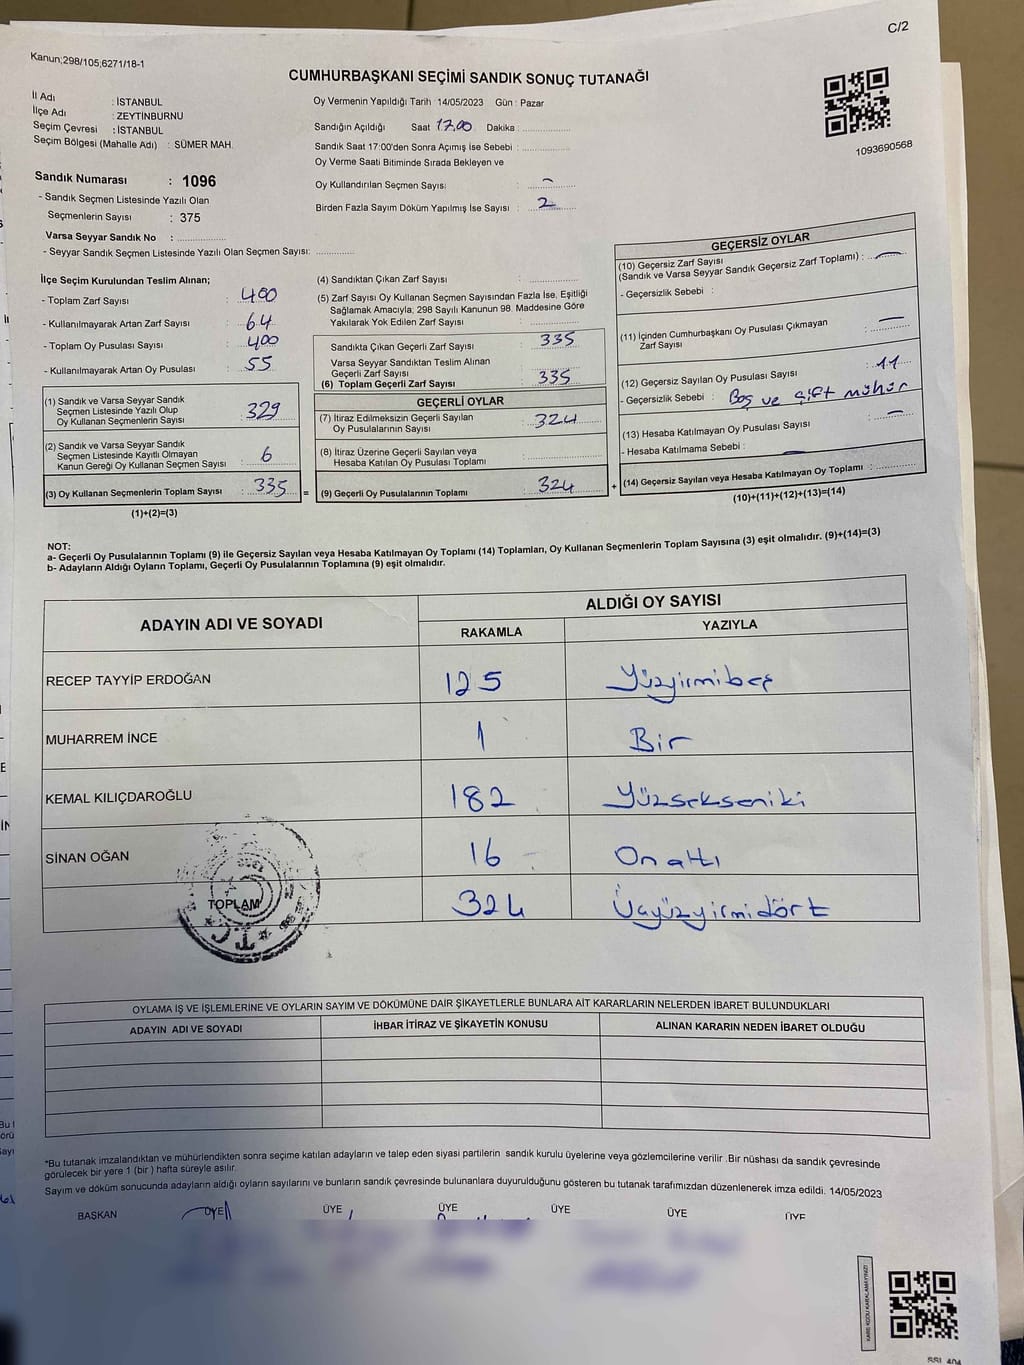 C/2
Kanun;298/105;6271/18-1
CUMHURBAŞKANI SEÇİMİ SANDIK SONUÇ TUTANAĞI
İl Adı : İSTANBUL
İlçe Adı : ZEYTİNBURNU
Seçim Çevresi : İSTANBUL
Seçim Bölgesi (Mahalle Adı) : SÜMER MAH.
Oy Vermenin Yapıldığı Tarih : 14/05/2023 Gün : Pazar
Sandığın Açıldığı Saat 17.00 Dakika :
Sandık Saat 17:00'den Sonra Açımış İse Sebebi :
Oy Verme Saati Bitiminde Sırada Bekleyen ve
Oy Kullandırılan Seçmen Sayısı : -
Birden Fazla Sayım Döküm Yapılmış İse Sayısı : 2
1093690568
Sandık Numarası : 1096
- Sandık Seçmen Listesinde Yazılı Olan
Seçmenlerin Sayısı : 375
Varsa Seyyar Sandık No :
- Seyyar Sandık Seçmen Listesinde Yazılı Olan Seçmen Sayısı:
İlçe Seçim Kurulundan Teslim Alınan;
- Toplam Zarf Sayısı : 400
- Kullanılmayarak Artan Zarf Sayısı : 64
- Toplam Oy Pusulası Sayısı : 400
- Kullanılmayarak Artan Oy Pusulası : 55
(1) Sandık ve Varsa Seyyar Sandık
Seçmen Listesinde Yazılı Olup
Oy Kullanan Seçmenlerin Sayısı : 329
(2) Sandık ve Varsa Seyyar Sandık
Seçmen Listesinde Kayıtlı Olmayan
Kanun Gereği Oy Kullanan Seçmen Sayısı : 6
(3) Oy Kullanan Seçmenlerin Toplam Sayısı : 335 =
(1)+(2)=(3)
(4) Sandıktan Çıkan Zarf Sayısı :
(5) Zarf Sayısı Oy Kullanan Seçmen Sayısından Fazla İse, Eşitliği
Sağlamak Amacıyla; 298 Sayılı Kanunun 98. Maddesine Göre
Yakılarak Yok Edilen Zarf Sayısı :
Sandıkta Çıkan Geçerli Zarf Sayısı : 335
Varsa Seyyar Sandıktan Teslim Alınan
Geçerli Zarf Sayısı :
(6) Toplam Geçerli Zarf Sayısı : 335
GEÇERLİ OYLAR
(7) İtiraz Edilmeksizin Geçerli Sayılan
Oy Pusulalarının Sayısı : 324
(8) İtiraz Üzerine Geçerli Sayılan veya
Hesaba Katılan Oy Pusulası Toplamı :
(9) Geçerli Oy Pusulalarının Toplamı : 324 +
GEÇERSİZ OYLAR
(10) Geçersiz Zarf Sayısı
(Sandık ve Varsa Seyyar Sandık Geçersiz Zarf Toplamı) : -
- Geçersizlik Sebebi :
(11) İçinden Cumhurbaşkanı Oy Pusulası Çıkmayan
Zarf Sayısı : -
(12) Geçersiz Sayılan Oy Pusulası Sayısı : 11
- Geçersizlik Sebebi : Boş ve çift mühür
(13) Hesaba Katılmayan Oy Pusulası Sayısı : -
- Hesaba Katılmama Sebebi : -
(14) Geçersiz Sayılan veya Hesaba Katılmayan Oy Toplamı :
(10)+(11)+(12)+(13)=(14)
NOT:
a- Geçerli Oy Pusulalarının Toplamı (9) ile Geçersiz Sayılan veya Hesaba Katılmayan Oy Toplamı (14) Toplamları, Oy Kullanan Seçmenlerin Toplam Sayısına (3) eşit olmalıdır. (9)+(14)=(3)
b- Adayların Aldığı Oyların Toplamı, Geçerli Oy Pusulalarının Toplamına (9) eşit olmalıdır.
ADAYIN ADI VE SOYADI
ALDIĞI OY SAYISI
RAKAMLA YAZIYLA
RECEP TAYYİP ERDOĞAN 125 Yüzyirmibeş
MUHARREM İNCE 1 Bir
KEMAL KILIÇDAROĞLU 182 Yüzsekseniki
SİNAN OĞAN 16 On altı
TOPLAM 324 Üçyüzyirmidört
T.C.
OYLAMA İŞ VE İŞLEMLERİNE VE OYLARIN SAYIM VE DÖKÜMÜNE DAİR ŞİKAYETLERLE BUNLARA AİT KARARLARIN NELERDEN İBARET BULUNDUKLARI
ADAYIN ADI VE SOYADI İHBAR İTİRAZ VE ŞİKAYETİN KONUSU ALINAN KARARIN NEDEN İBARET OLDUĞU
*Bu tutanak imzalandıktan ve mühürlendikten sonra seçime katılan adayların ve talep eden siyasi partilerin sandık kurulu üyelerine veya gözlemcilerine verilir .Bir nüshası da sandık çevresinde
görülecek bir yere 1 (bir ) hafta süreyle asılır.
Sayım ve döküm sonucunda adayların aldığı oyların sayılarını ve bunların sandık çevresinde bulunanlara duyurulduğunu gösteren bu tutanak tarafımızdan düzenlenerek imza edildi. 14/05/2023
BAŞKAN ÜYE ÜYE ÜYE ÜYE ÜYE ÜYE